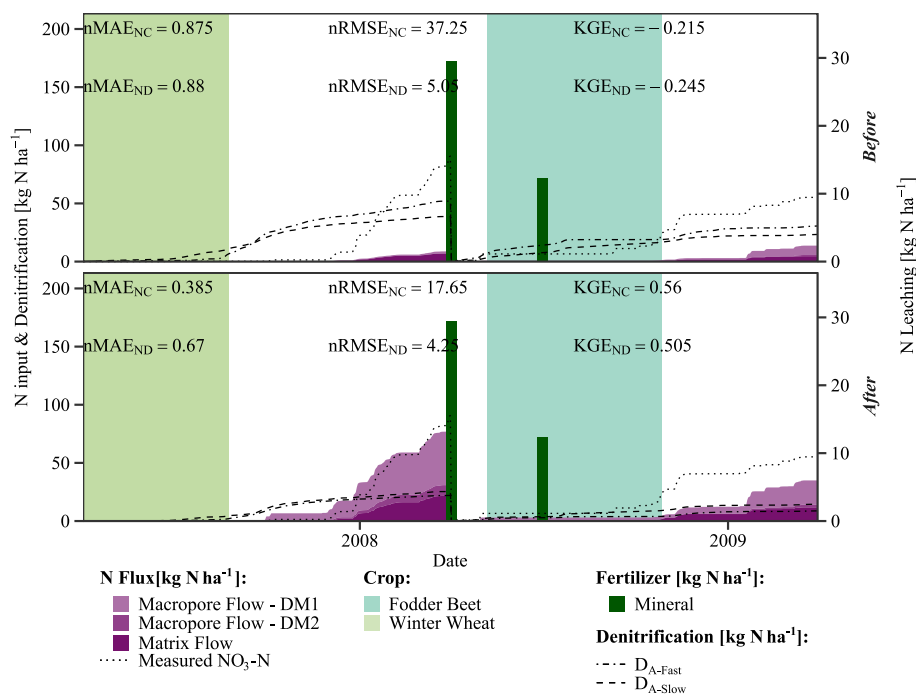 200
150
100
50
0
nMAE_NC = 0.875 nRMSE_NC = 37.25 KGE_NC = −0.215
nMAE_ND = 0.88 nRMSE_ND = 5.05 KGE_ND = −0.245
30
20
10
0
Before
200
150
100
50
0
nMAE_NC = 0.385 nRMSE_NC = 17.65 KGE_NC = 0.56
nMAE_ND = 0.67 nRMSE_ND = 4.25 KGE_ND = 0.505
30
20
10
0
After
N input & Denitrification [kg N ha⁻¹]
N Leaching [kg N ha⁻¹]
2008 2009
Date
N Flux[kg N ha⁻¹]:
Macropore Flow - DM1
Macropore Flow - DM2
Matrix Flow
Measured NO₃-N
Crop:
Fodder Beet
Winter Wheat
Fertilizer [kg N ha⁻¹]:
Mineral
Denitrification [kg N ha⁻¹]:
D_A-Fast
D_A-Slow